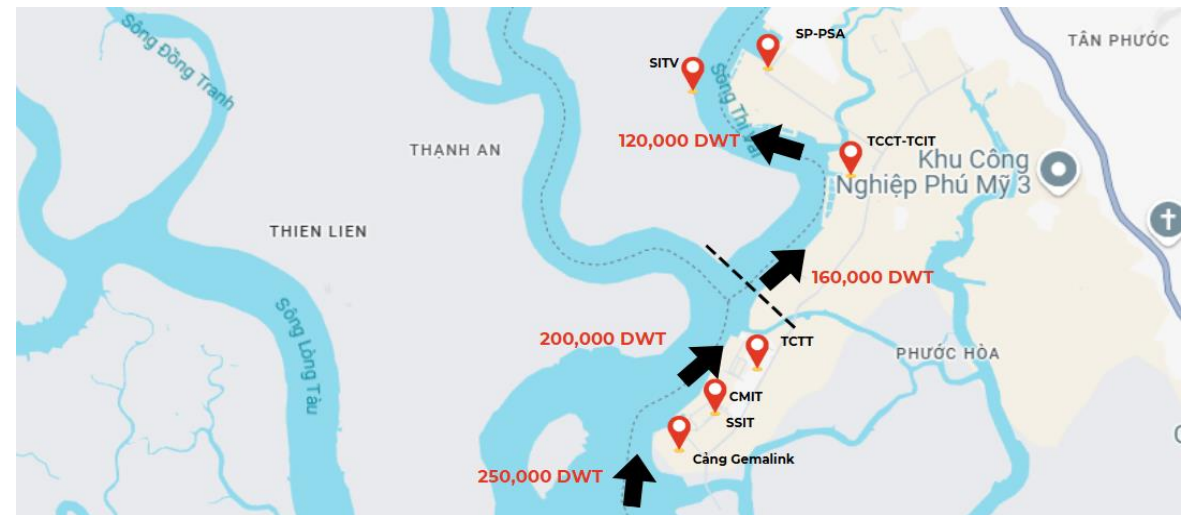 SP-PSA
TÂN PHƯỚC
Sông Đồng Tranh
SITV
Sông Thị Vải
120,000 DWT
TCCT-TCIT
THẠNH AN
Khu Công
Nghiệp Phú Mỹ 3
THIEN LIEN
160,000 DWT
Sông Lòng Tàu
200,000 DWT
TCTT
PHƯỚC HÒA
CMIT
SSIT
Cảng Gemalink
250,000 DWT